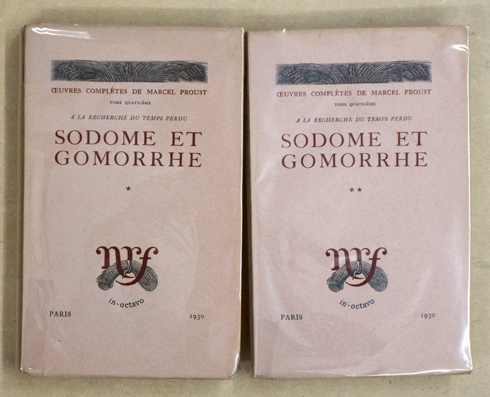 ŒUVRES COMPLÈTES DE MARCEL PROUST
TOME QUATRIÈME
A LA RECHERCHE DU TEMPS PERDU
SODOME ET
GOMORRHE
*
nrf
in-octavo
PARIS 1930
ŒUVRES COMPLÈTES DE MARCEL PROUST
TOME QUATRIÈME
A LA RECHERCHE DU TEMPS PERDU
SODOME ET
GOMORRHE
**
nrf
in-octavo
PARIS 1930